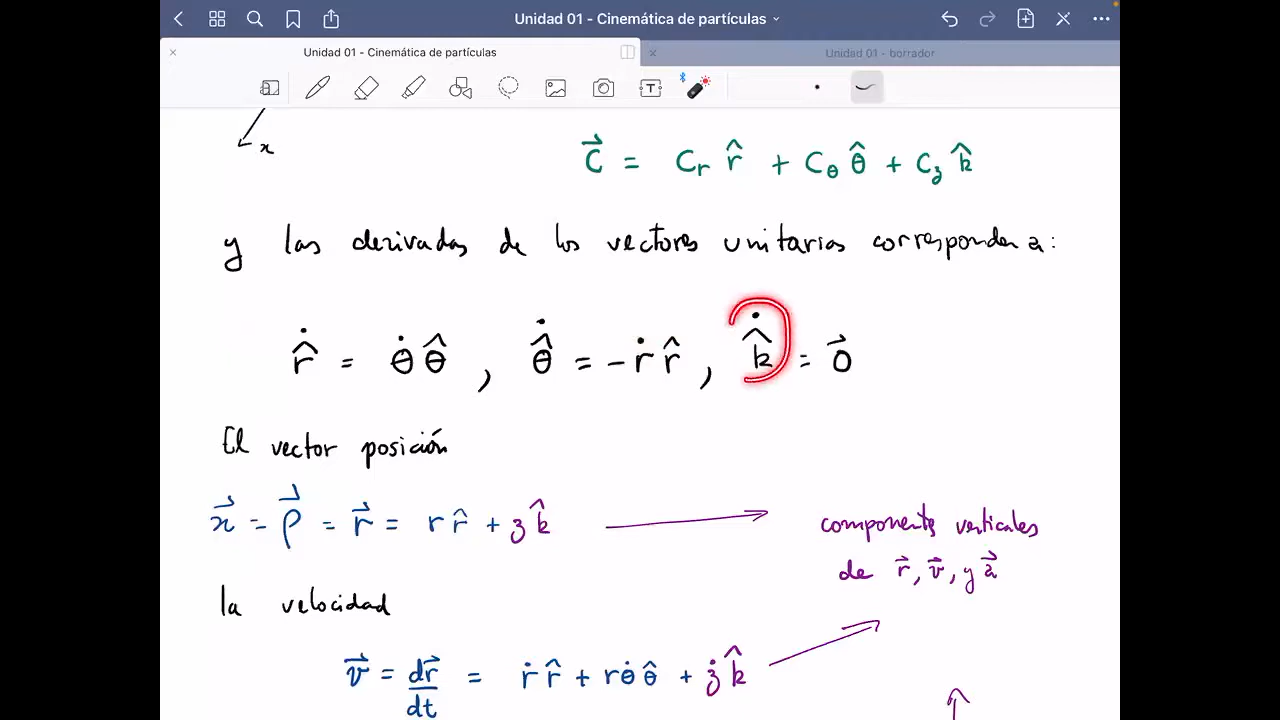 Unidad 01 - Cinemática de partículas
Unidad 01 - Cinemática de partículas
Unidad 01 - borrador
x
C⃗ = Cr r̂ + Cθ θ̂ + Cz k̂
y las derivadas de los vectores unitarios corresponde a:
r̂̇ = θ̇ θ̂ , θ̂̇ = -ṙ r̂ , k̂̇ = 0⃗
El vector posición
x⃗ = ρ⃗ = r⃗ = r r̂ + z k̂
componentes verticales
de r⃗, v⃗, y a⃗
la velocidad
v⃗ = dr⃗/dt = ṙ r̂ + r θ̇ θ̂ + ż k̂